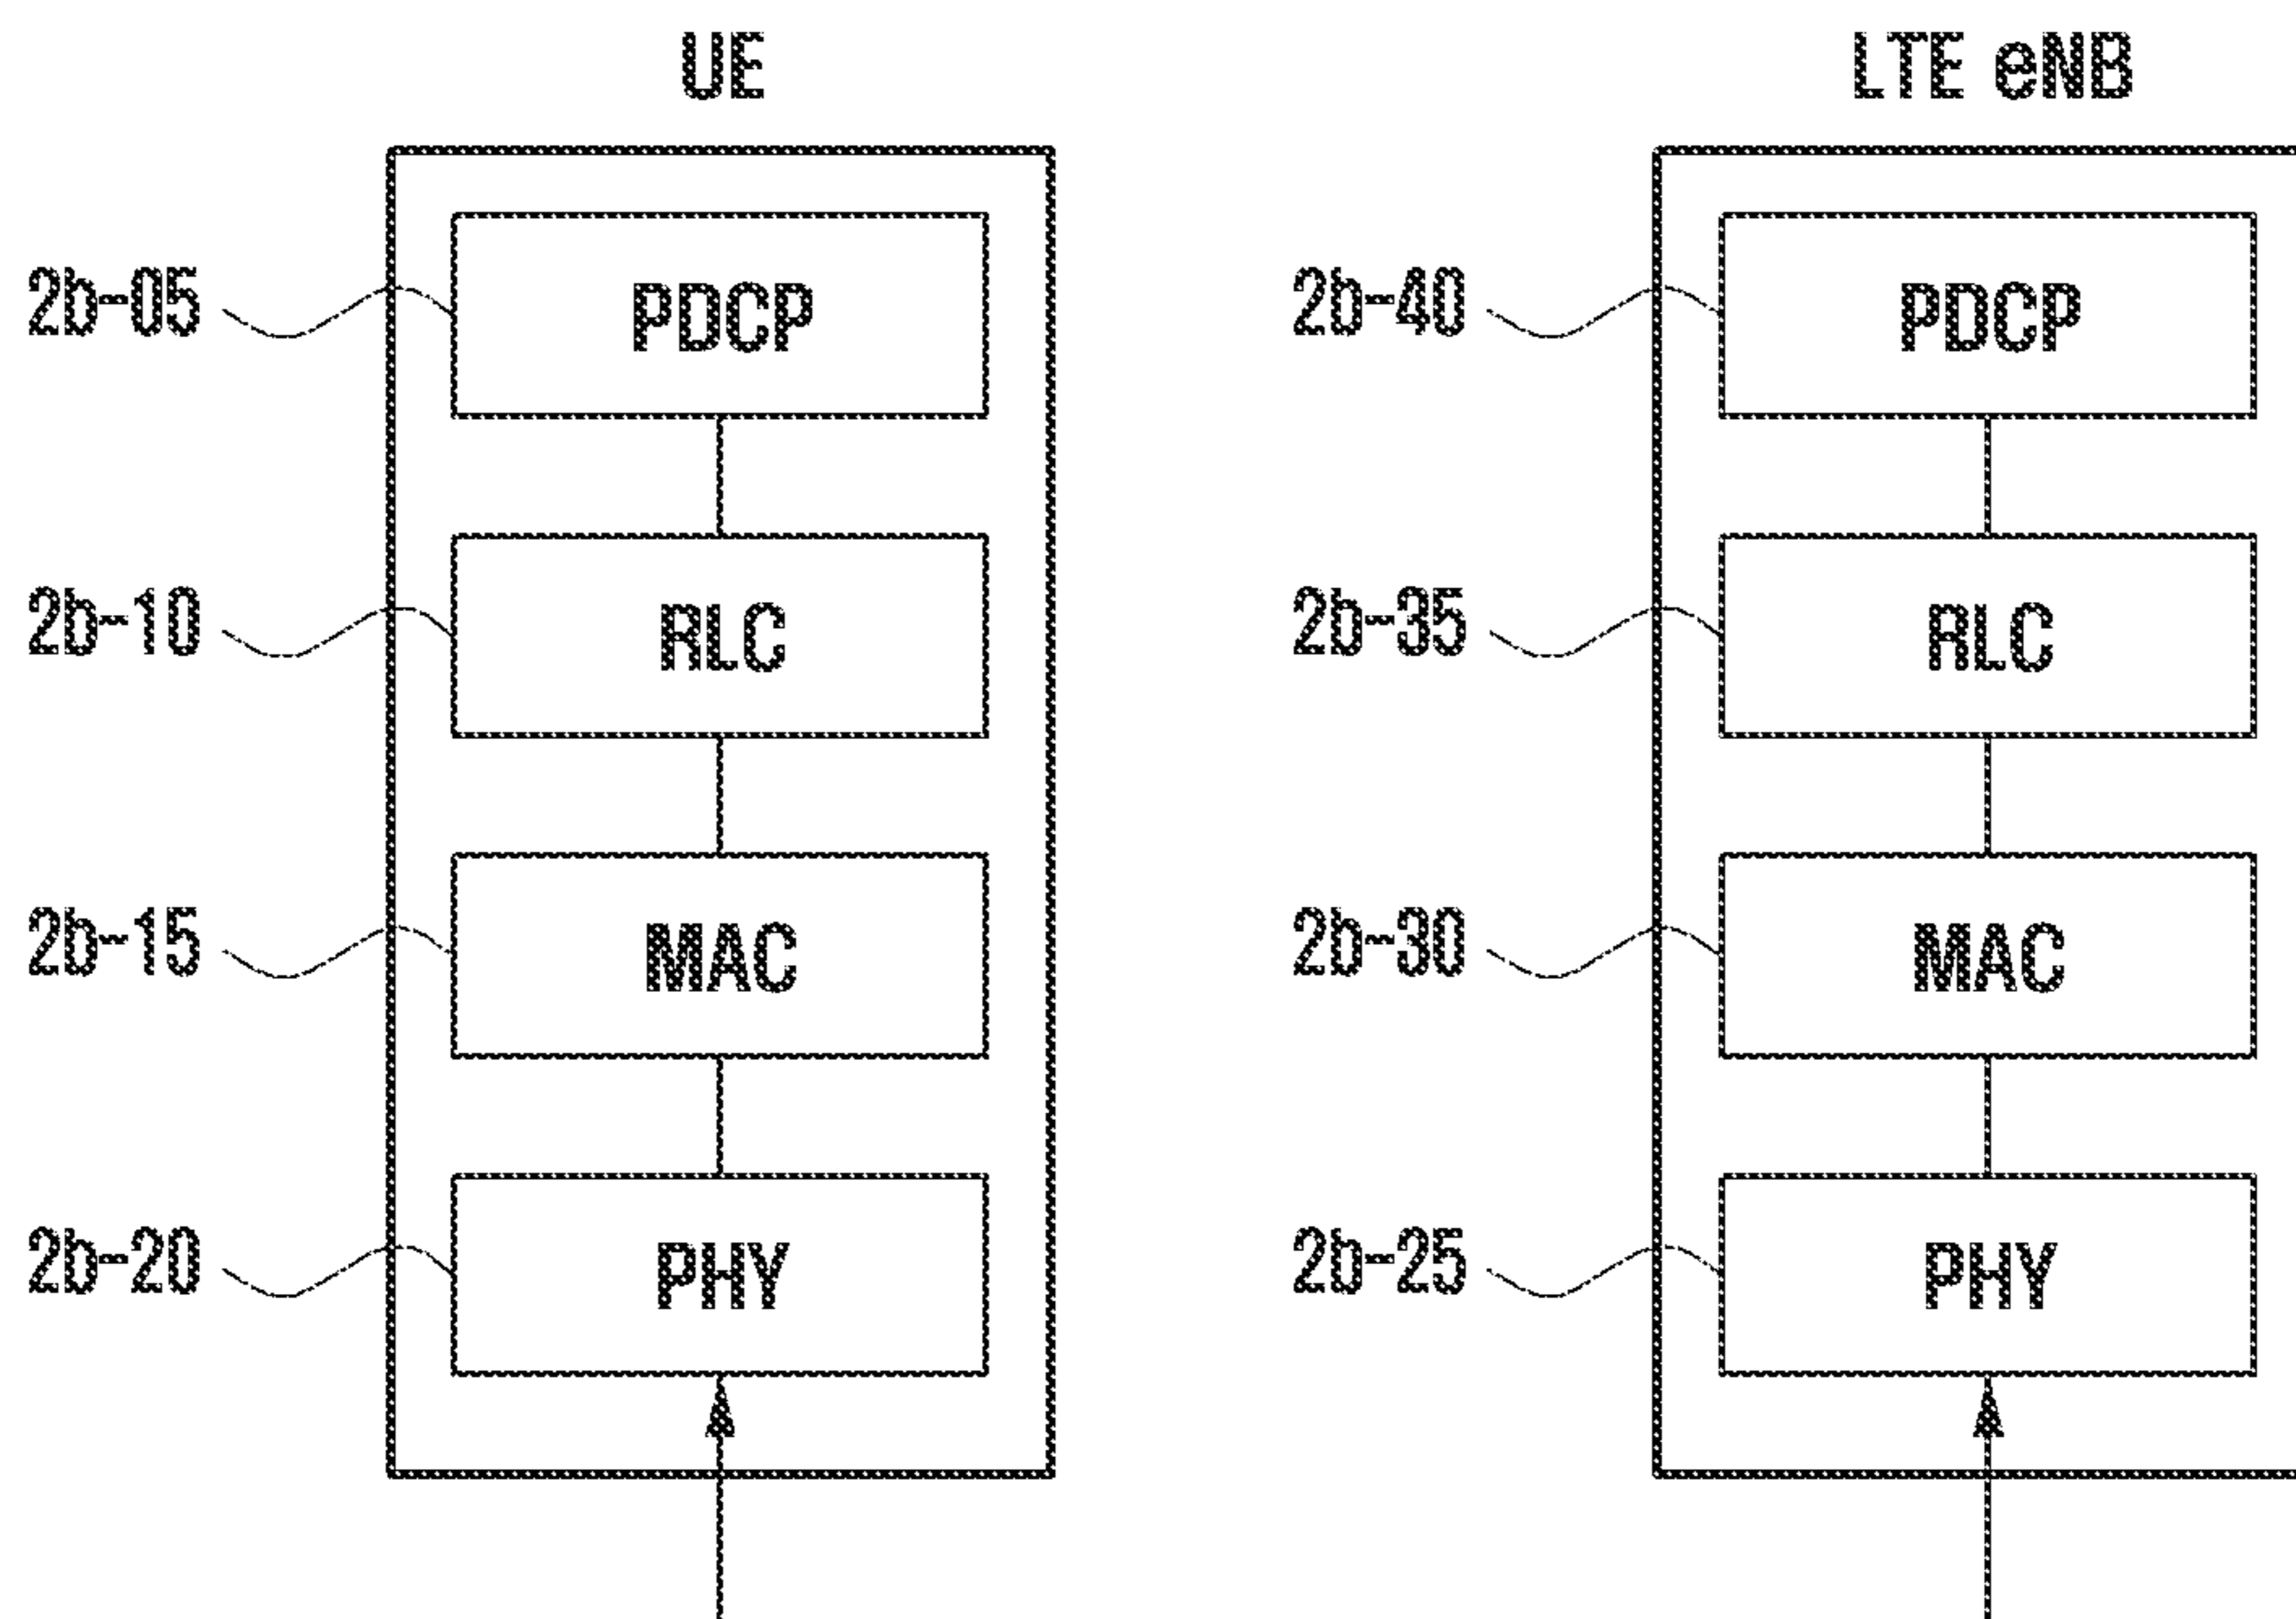 UE
LTE eNB
2b-05
PDCP
2b-40
PDCP
2b-10
RLC
2b-35
RLC
2b-15
MAC
2b-30
MAC
2b-20
PHY
2b-25
PHY